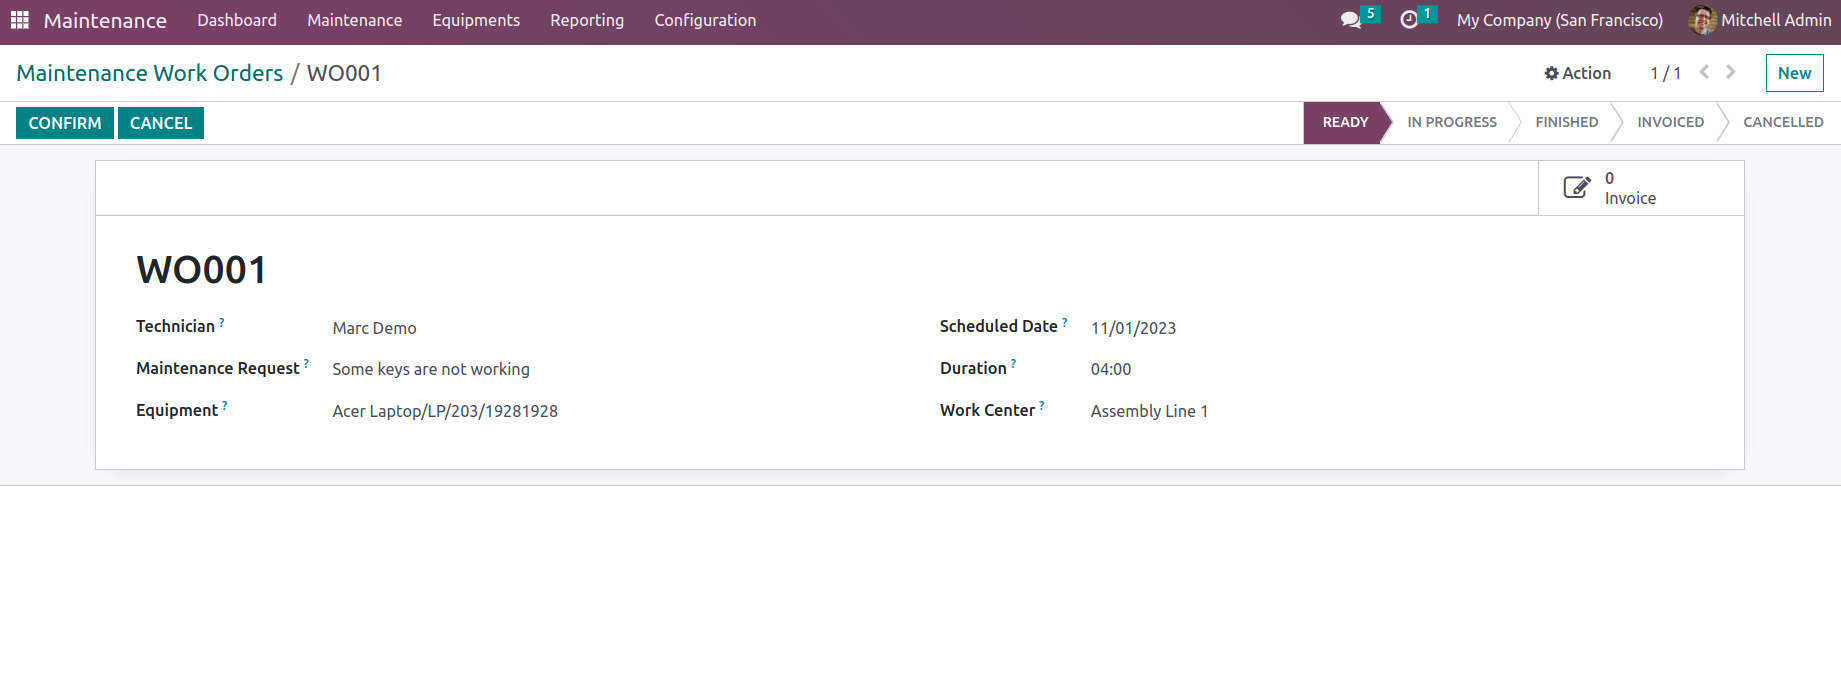 Maintenance Dashboard Maintenance Equipments Reporting Configuration 5 1 My Company (San Francisco) Mitchell Admin
Maintenance Work Orders / WO001 Action 1 / 1 New
CONFIRM CANCEL READY IN PROGRESS FINISHED INVOICED CANCELLED
0
Invoice
WO001
Technician ? Marc Demo Scheduled Date ? 11/01/2023
Maintenance Request ? Some keys are not working Duration ? 04:00
Equipment ? Acer Laptop/LP/203/19281928 Work Center ? Assembly Line 1